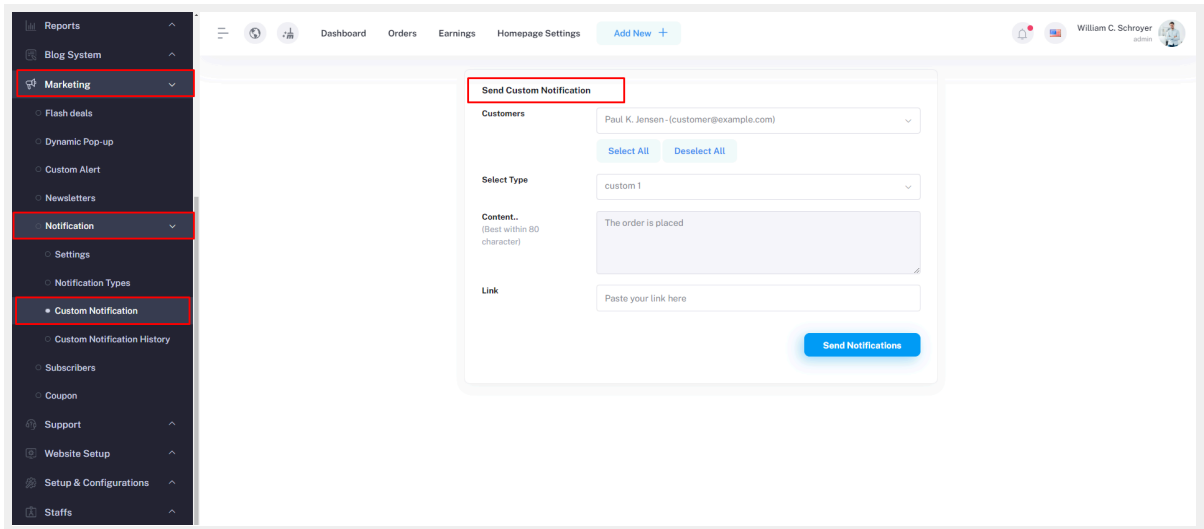 Reports
Blog System
Marketing
Flash deals
Dynamic Pop-up
Custom Alert
Newsletters
Notification
Settings
Notification Types
Custom Notification
Custom Notification History
Subscribers
Coupon
Support
Website Setup
Setup & Configurations
Staffs
Dashboard Orders Earnings Homepage Settings Add New +
William C. Schroyer
admin
Send Custom Notification
Customers
Paul K. Jensen-(customer@example.com)
Select All Deselect All
Select Type
custom 1
Content..
(Best within 80
character)
The order is placed
Link
Paste your link here
Send Notifications